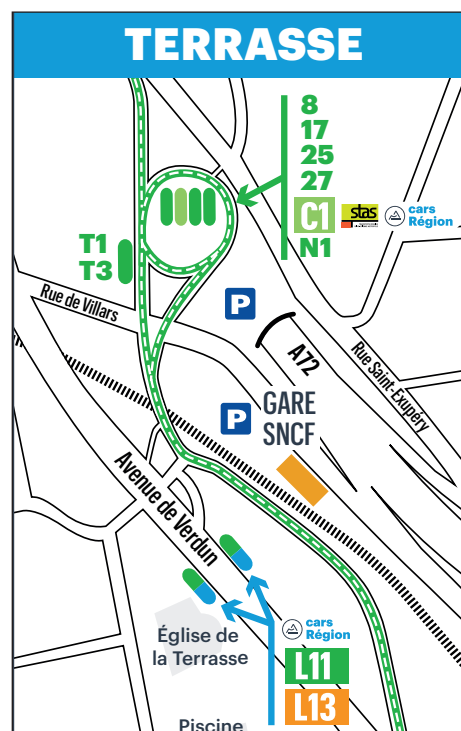 TERRASSE
8
17
25
27
C1 stas cars
Région
N1
T1
T3
Rue de Villars
P
A72
Rue Saint-Exupéry
P
GARE
SNCF
Avenue de Verdun
Église de
la Terrasse
cars
Région
L11
L13
Piscine